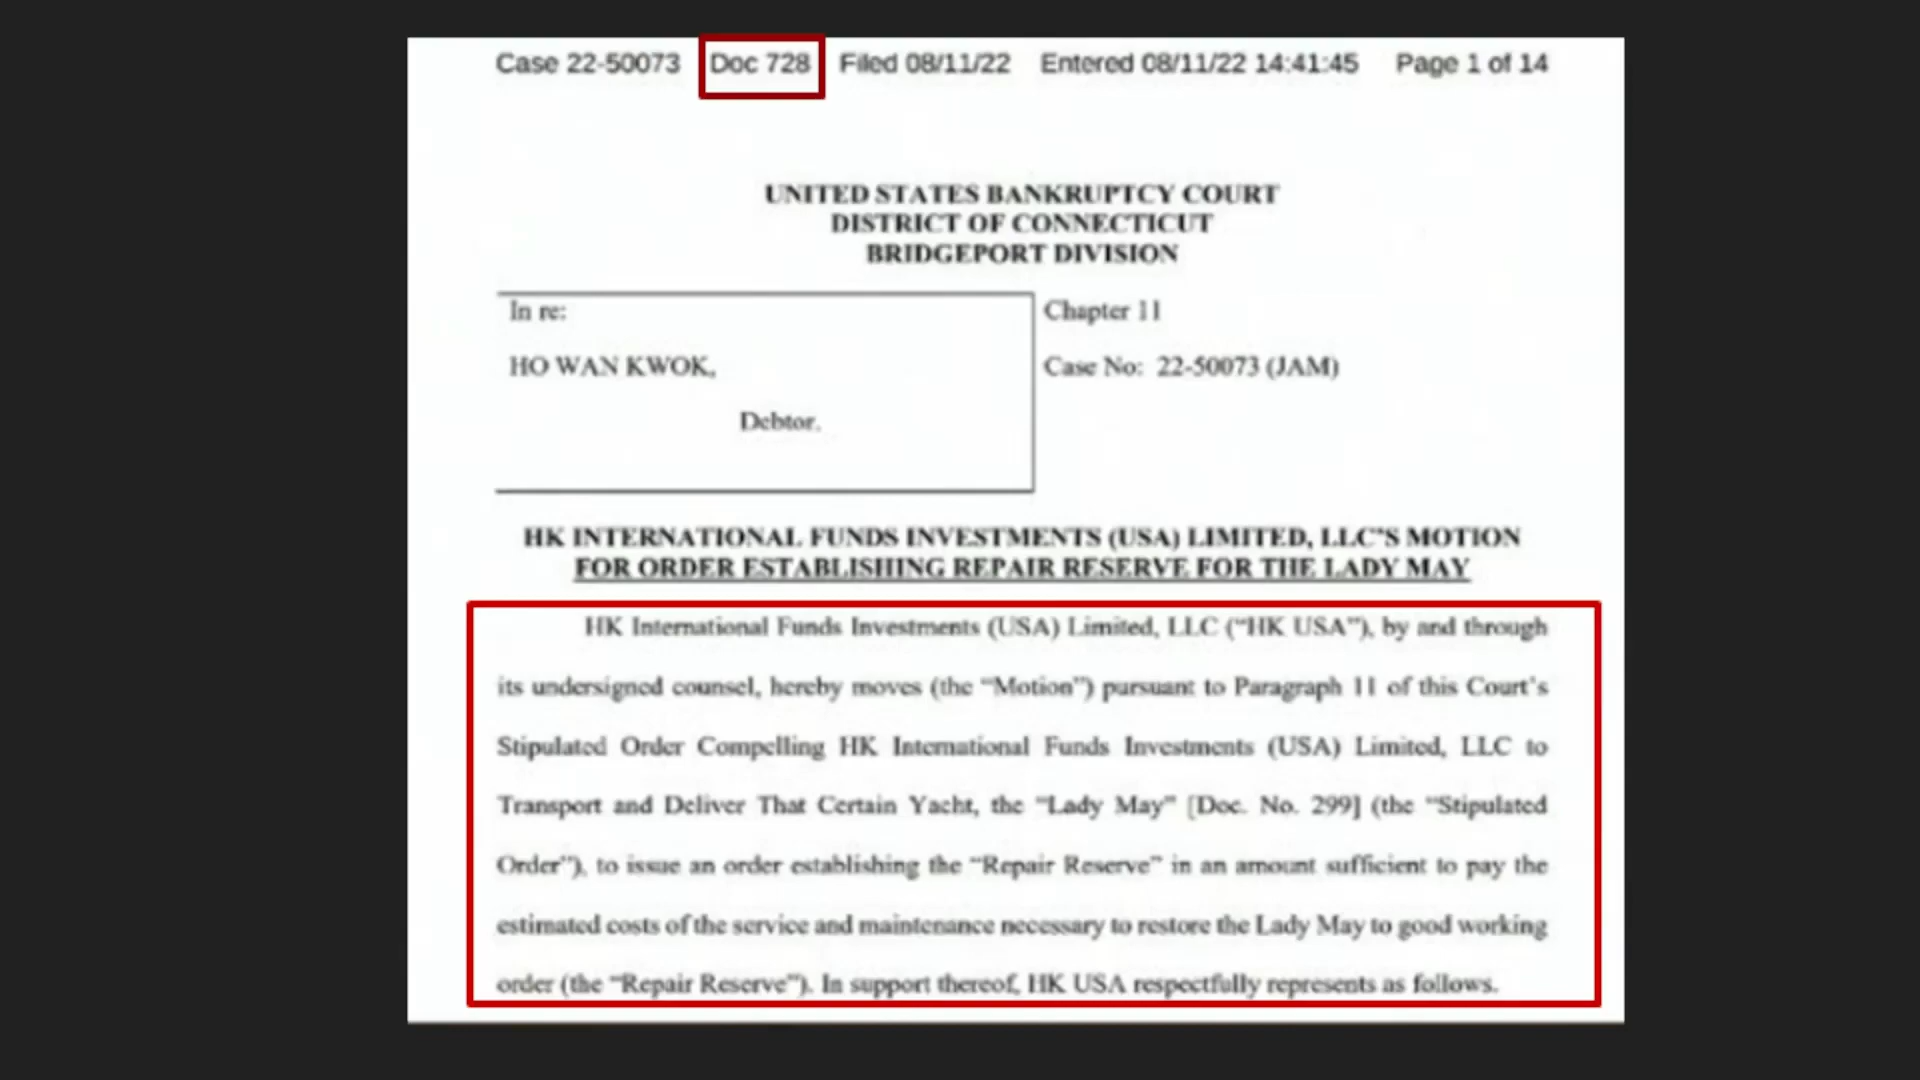 Case 22-50073 Doc 728 Filed 08/11/22 Entered 08/11/22 14:41:45 Page 1 of 14
UNITED STATES BANKRUPTCY COURT
DISTRICT OF CONNECTICUT
BRIDGEPORT DIVISION
In re:
HO WAN KWOK,
Debtor.
Chapter 11
Case No: 22-50073 (JAM)
HK INTERNATIONAL FUNDS INVESTMENTS (USA) LIMITED, LLC'S MOTION
FOR ORDER ESTABLISHING REPAIR RESERVE FOR THE LADY MAY
HK International Funds Investments (USA) Limited, LLC (“HK USA”), by and through
its undersigned counsel, hereby moves (the “Motion”) pursuant to Paragraph 11 of this Court's
Stipulated Order Compelling HK International Funds Investments (USA) Limited, LLC to
Transport and Deliver That Certain Yacht, the “Lady May” [Doc. No. 299] (the “Stipulated
Order”), to issue an order establishing the “Repair Reserve” in an amount sufficient to pay the
estimated costs of the service and maintenance necessary to restore the Lady May to good working
order (the “Repair Reserve”). In support thereof, HK USA respectfully represents as follows.